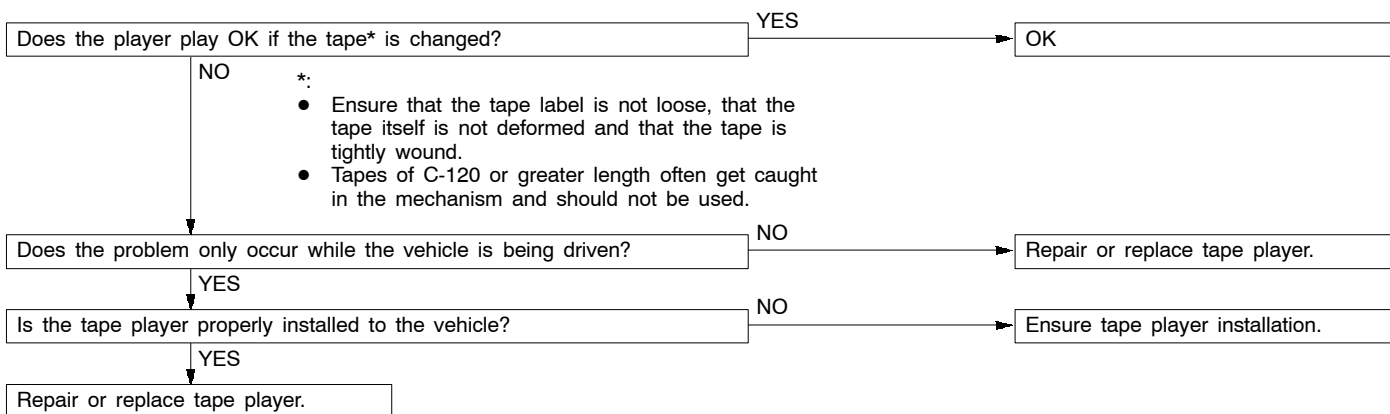 YES
Does the player play OK if the tape* is changed?
OK
NO
*:
● Ensure that the tape label is not loose, that the
tape itself is not deformed and that the tape is
tightly wound.
● Tapes of C-120 or greater length often get caught
in the mechanism and should not be used.
NO
Does the problem only occur while the vehicle is being driven?
Repair or replace tape player.
YES
NO
Is the tape player properly installed to the vehicle?
Ensure tape player installation.
YES
Repair or replace tape player.